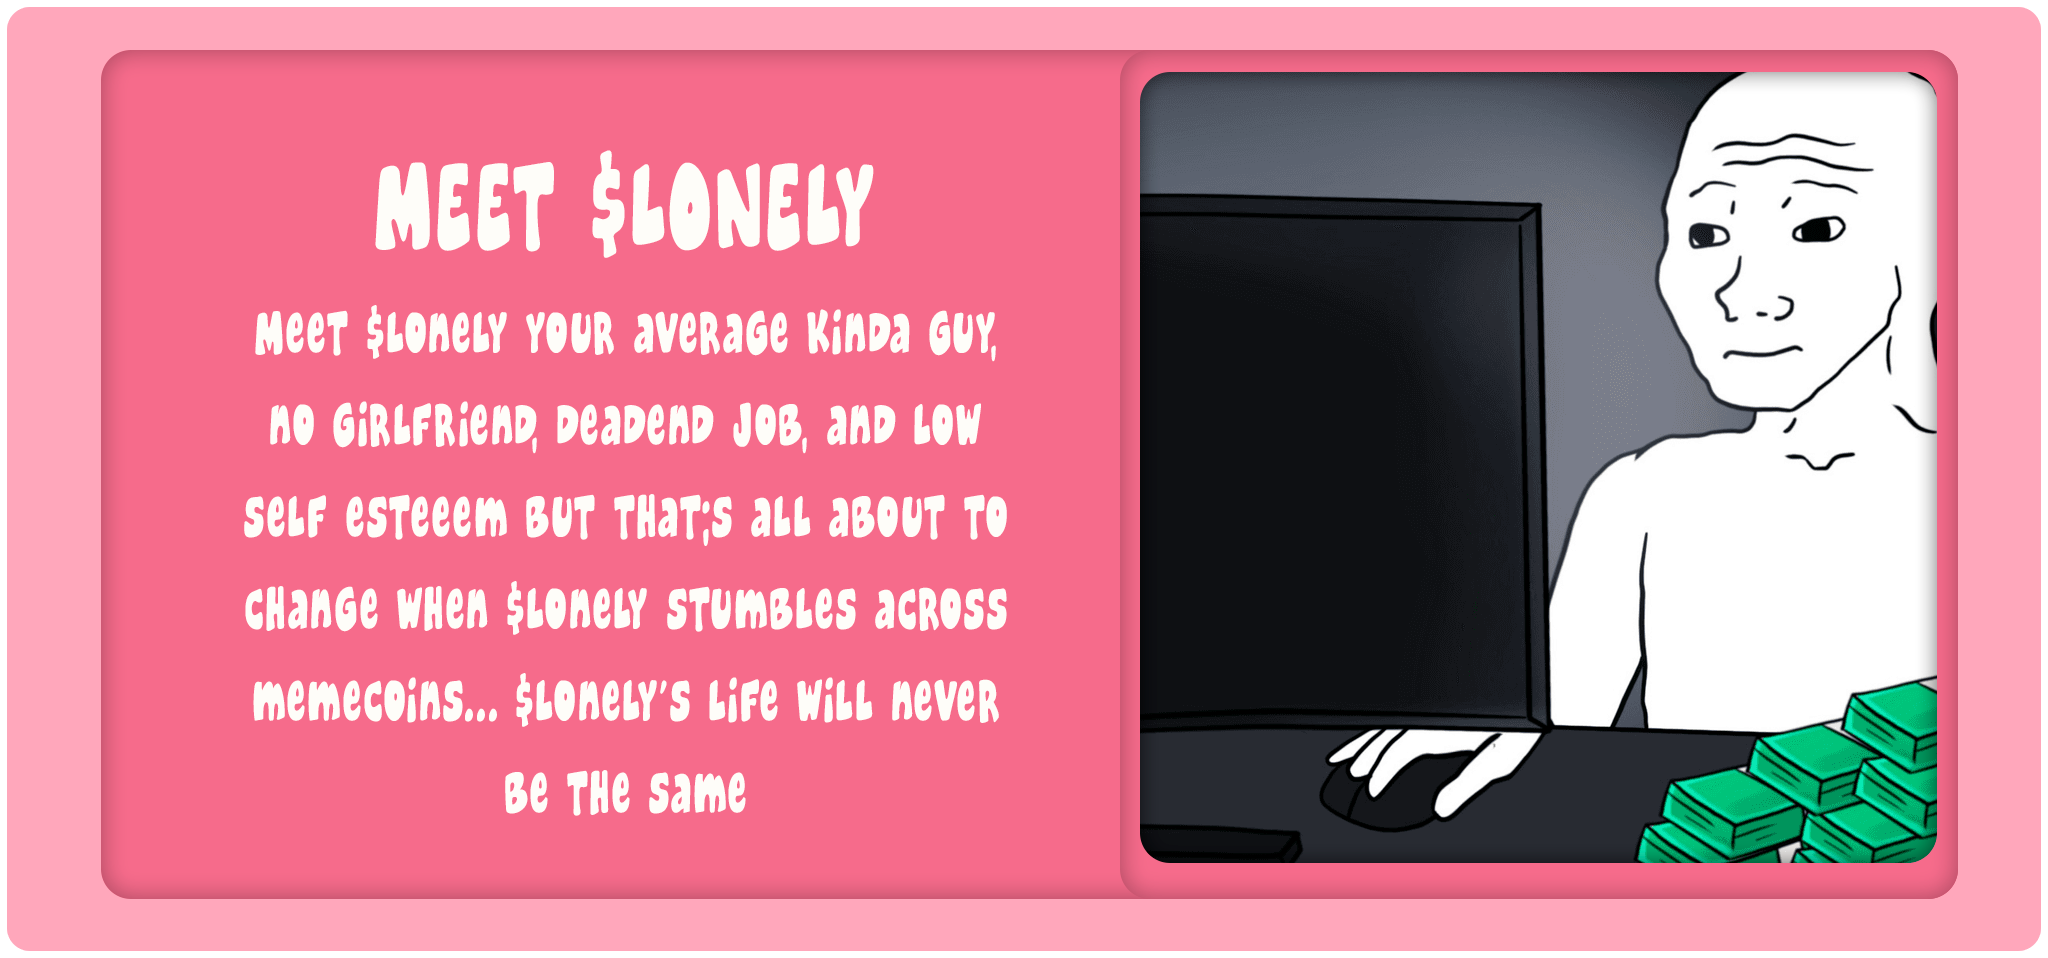 MEET $LONELY
Meet $Lonely your average kinda guy,
no girlfriend, deadend job, and low
self esteeem but that;s all about to
change when $Lonely stumbles across
memecoins... $Lonely's life will never
be the same